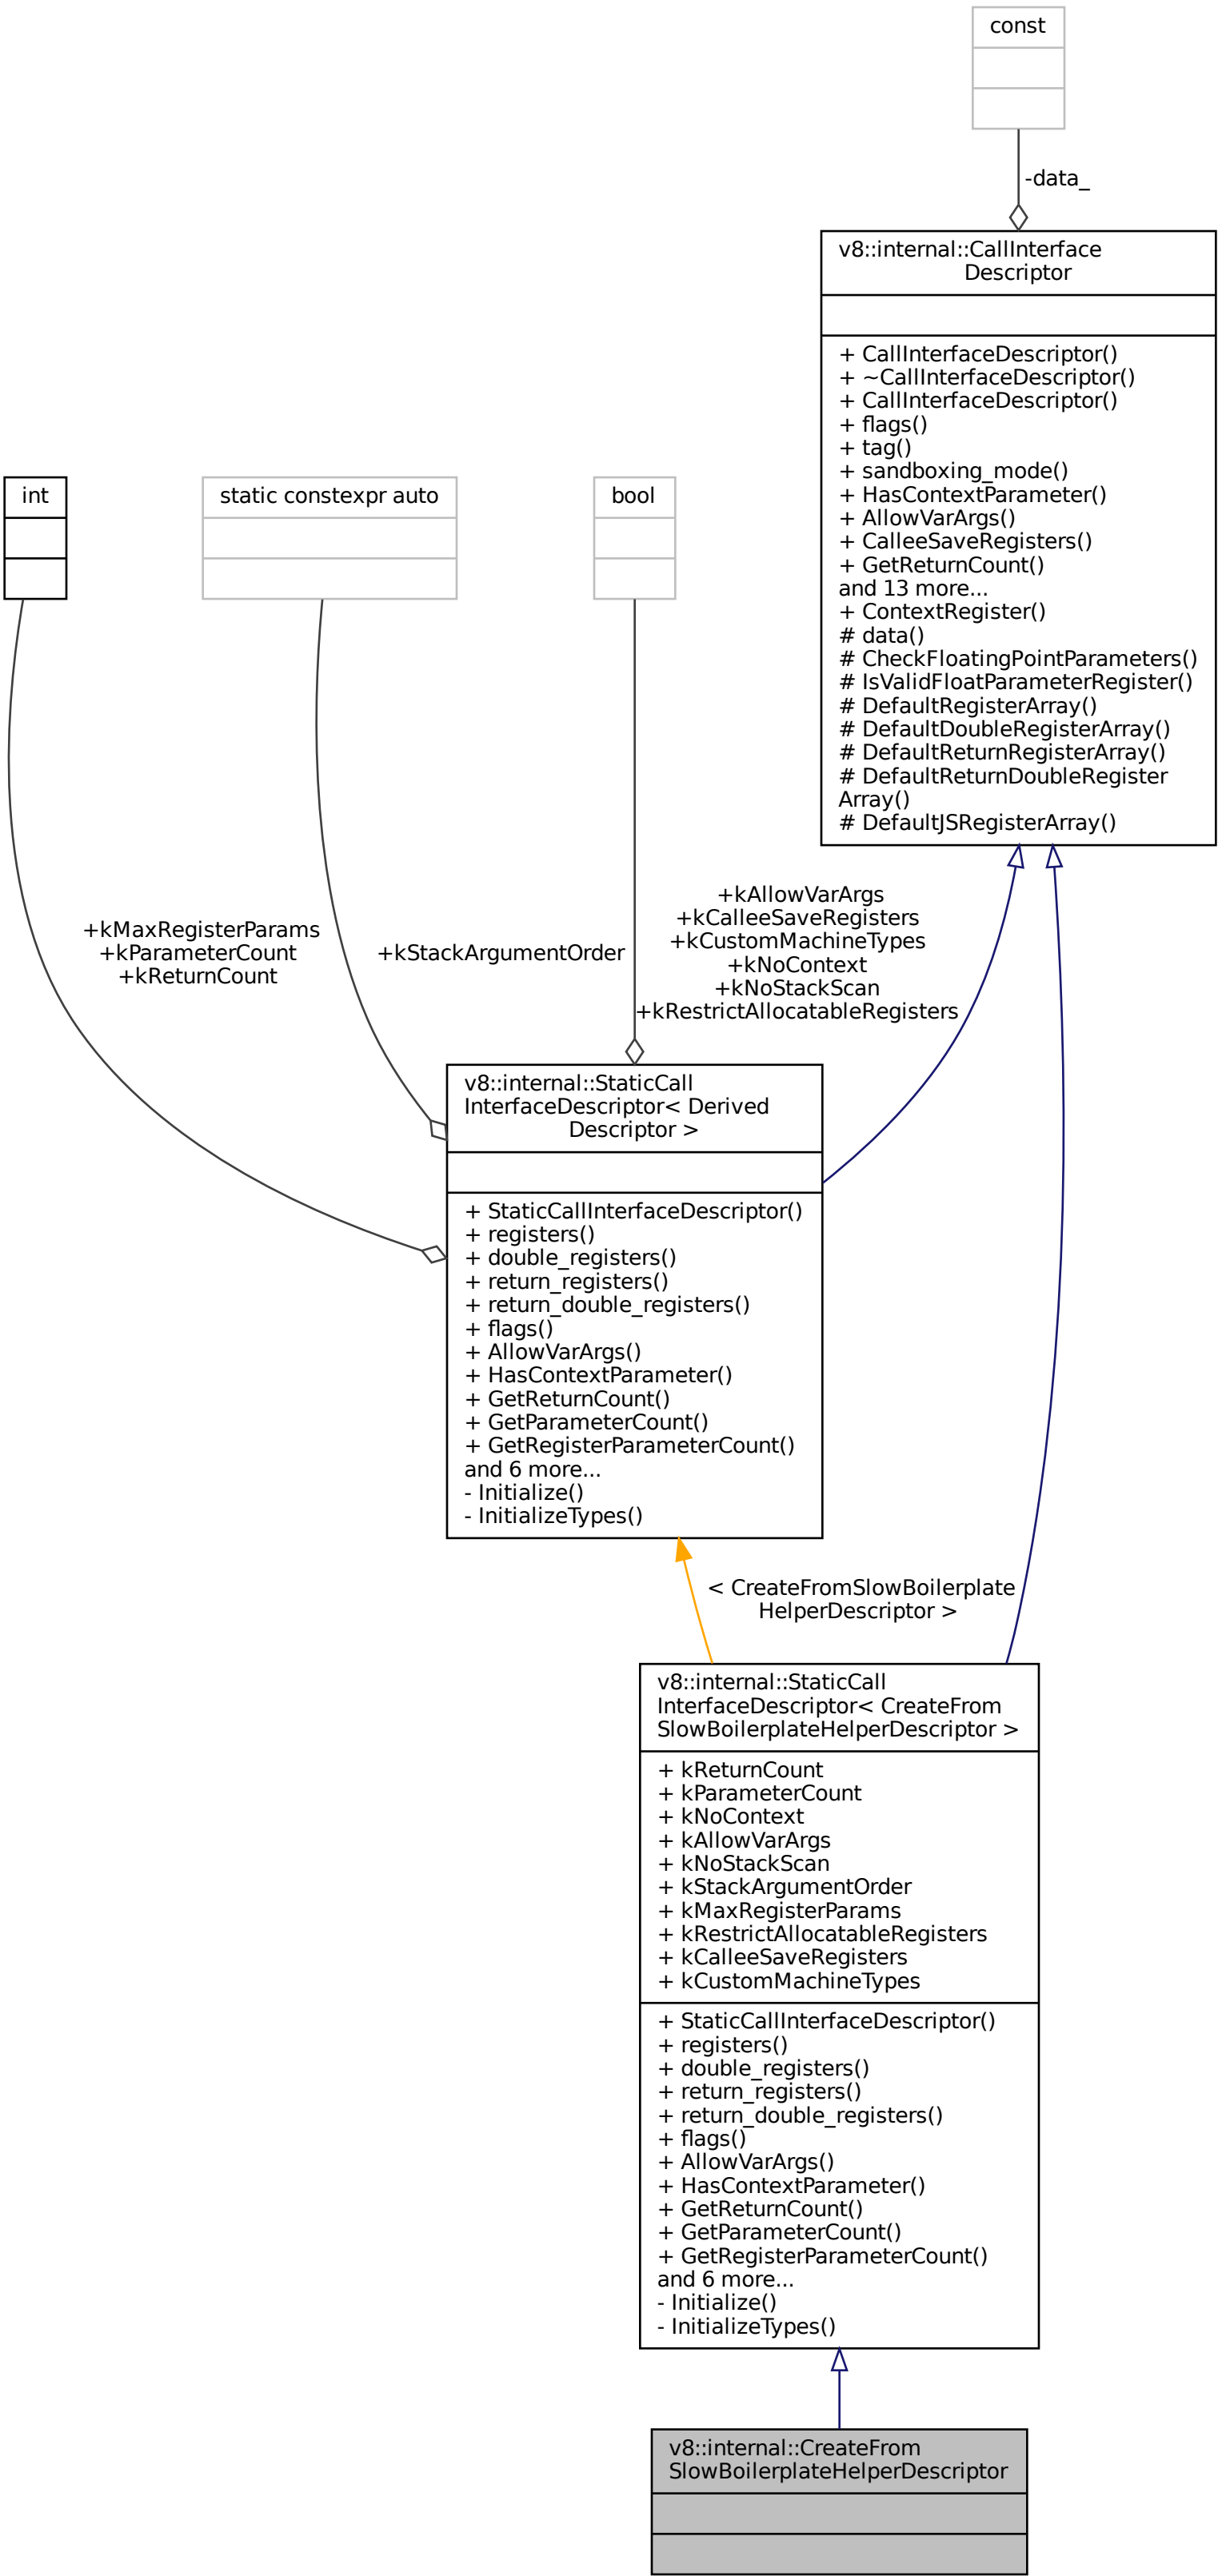 const
-data_
v8::internal::CallInterface
Descriptor
+ CallInterfaceDescriptor()
+ ~CallInterfaceDescriptor()
+ CallInterfaceDescriptor()
+ flags()
+ tag()
+ sandboxing_mode()
+ HasContextParameter()
+ AllowVarArgs()
+ CalleeSaveRegisters()
+ GetReturnCount()
and 13 more...
+ ContextRegister()
# data()
# CheckFloatingPointParameters()
# IsValidFloatParameterRegister()
# DefaultRegisterArray()
# DefaultDoubleRegisterArray()
# DefaultReturnRegisterArray()
# DefaultReturnDoubleRegister
Array()
# DefaultJSRegisterArray()
int
static constexpr auto
bool
+kMaxRegisterParams
+kParameterCount
+kReturnCount
+kStackArgumentOrder
+kAllowVarArgs
+kCalleeSaveRegisters
+kCustomMachineTypes
+kNoContext
+kNoStackScan
+kRestrictAllocatableRegisters
v8::internal::StaticCall
InterfaceDescriptor< Derived
Descriptor >
+ StaticCallInterfaceDescriptor()
+ registers()
+ double_registers()
+ return_registers()
+ return_double_registers()
+ flags()
+ AllowVarArgs()
+ HasContextParameter()
+ GetReturnCount()
+ GetParameterCount()
+ GetRegisterParameterCount()
and 6 more...
- Initialize()
- InitializeTypes()
< CreateFromSlowBoilerplate
HelperDescriptor >
v8::internal::StaticCall
InterfaceDescriptor< CreateFrom
SlowBoilerplateHelperDescriptor >
+ kReturnCount
+ kParameterCount
+ kNoContext
+ kAllowVarArgs
+ kNoStackScan
+ kStackArgumentOrder
+ kMaxRegisterParams
+ kRestrictAllocatableRegisters
+ kCalleeSaveRegisters
+ kCustomMachineTypes
+ StaticCallInterfaceDescriptor()
+ registers()
+ double_registers()
+ return_registers()
+ return_double_registers()
+ flags()
+ AllowVarArgs()
+ HasContextParameter()
+ GetReturnCount()
+ GetParameterCount()
+ GetRegisterParameterCount()
and 6 more...
- Initialize()
- InitializeTypes()
v8::internal::CreateFrom
SlowBoilerplateHelperDescriptor